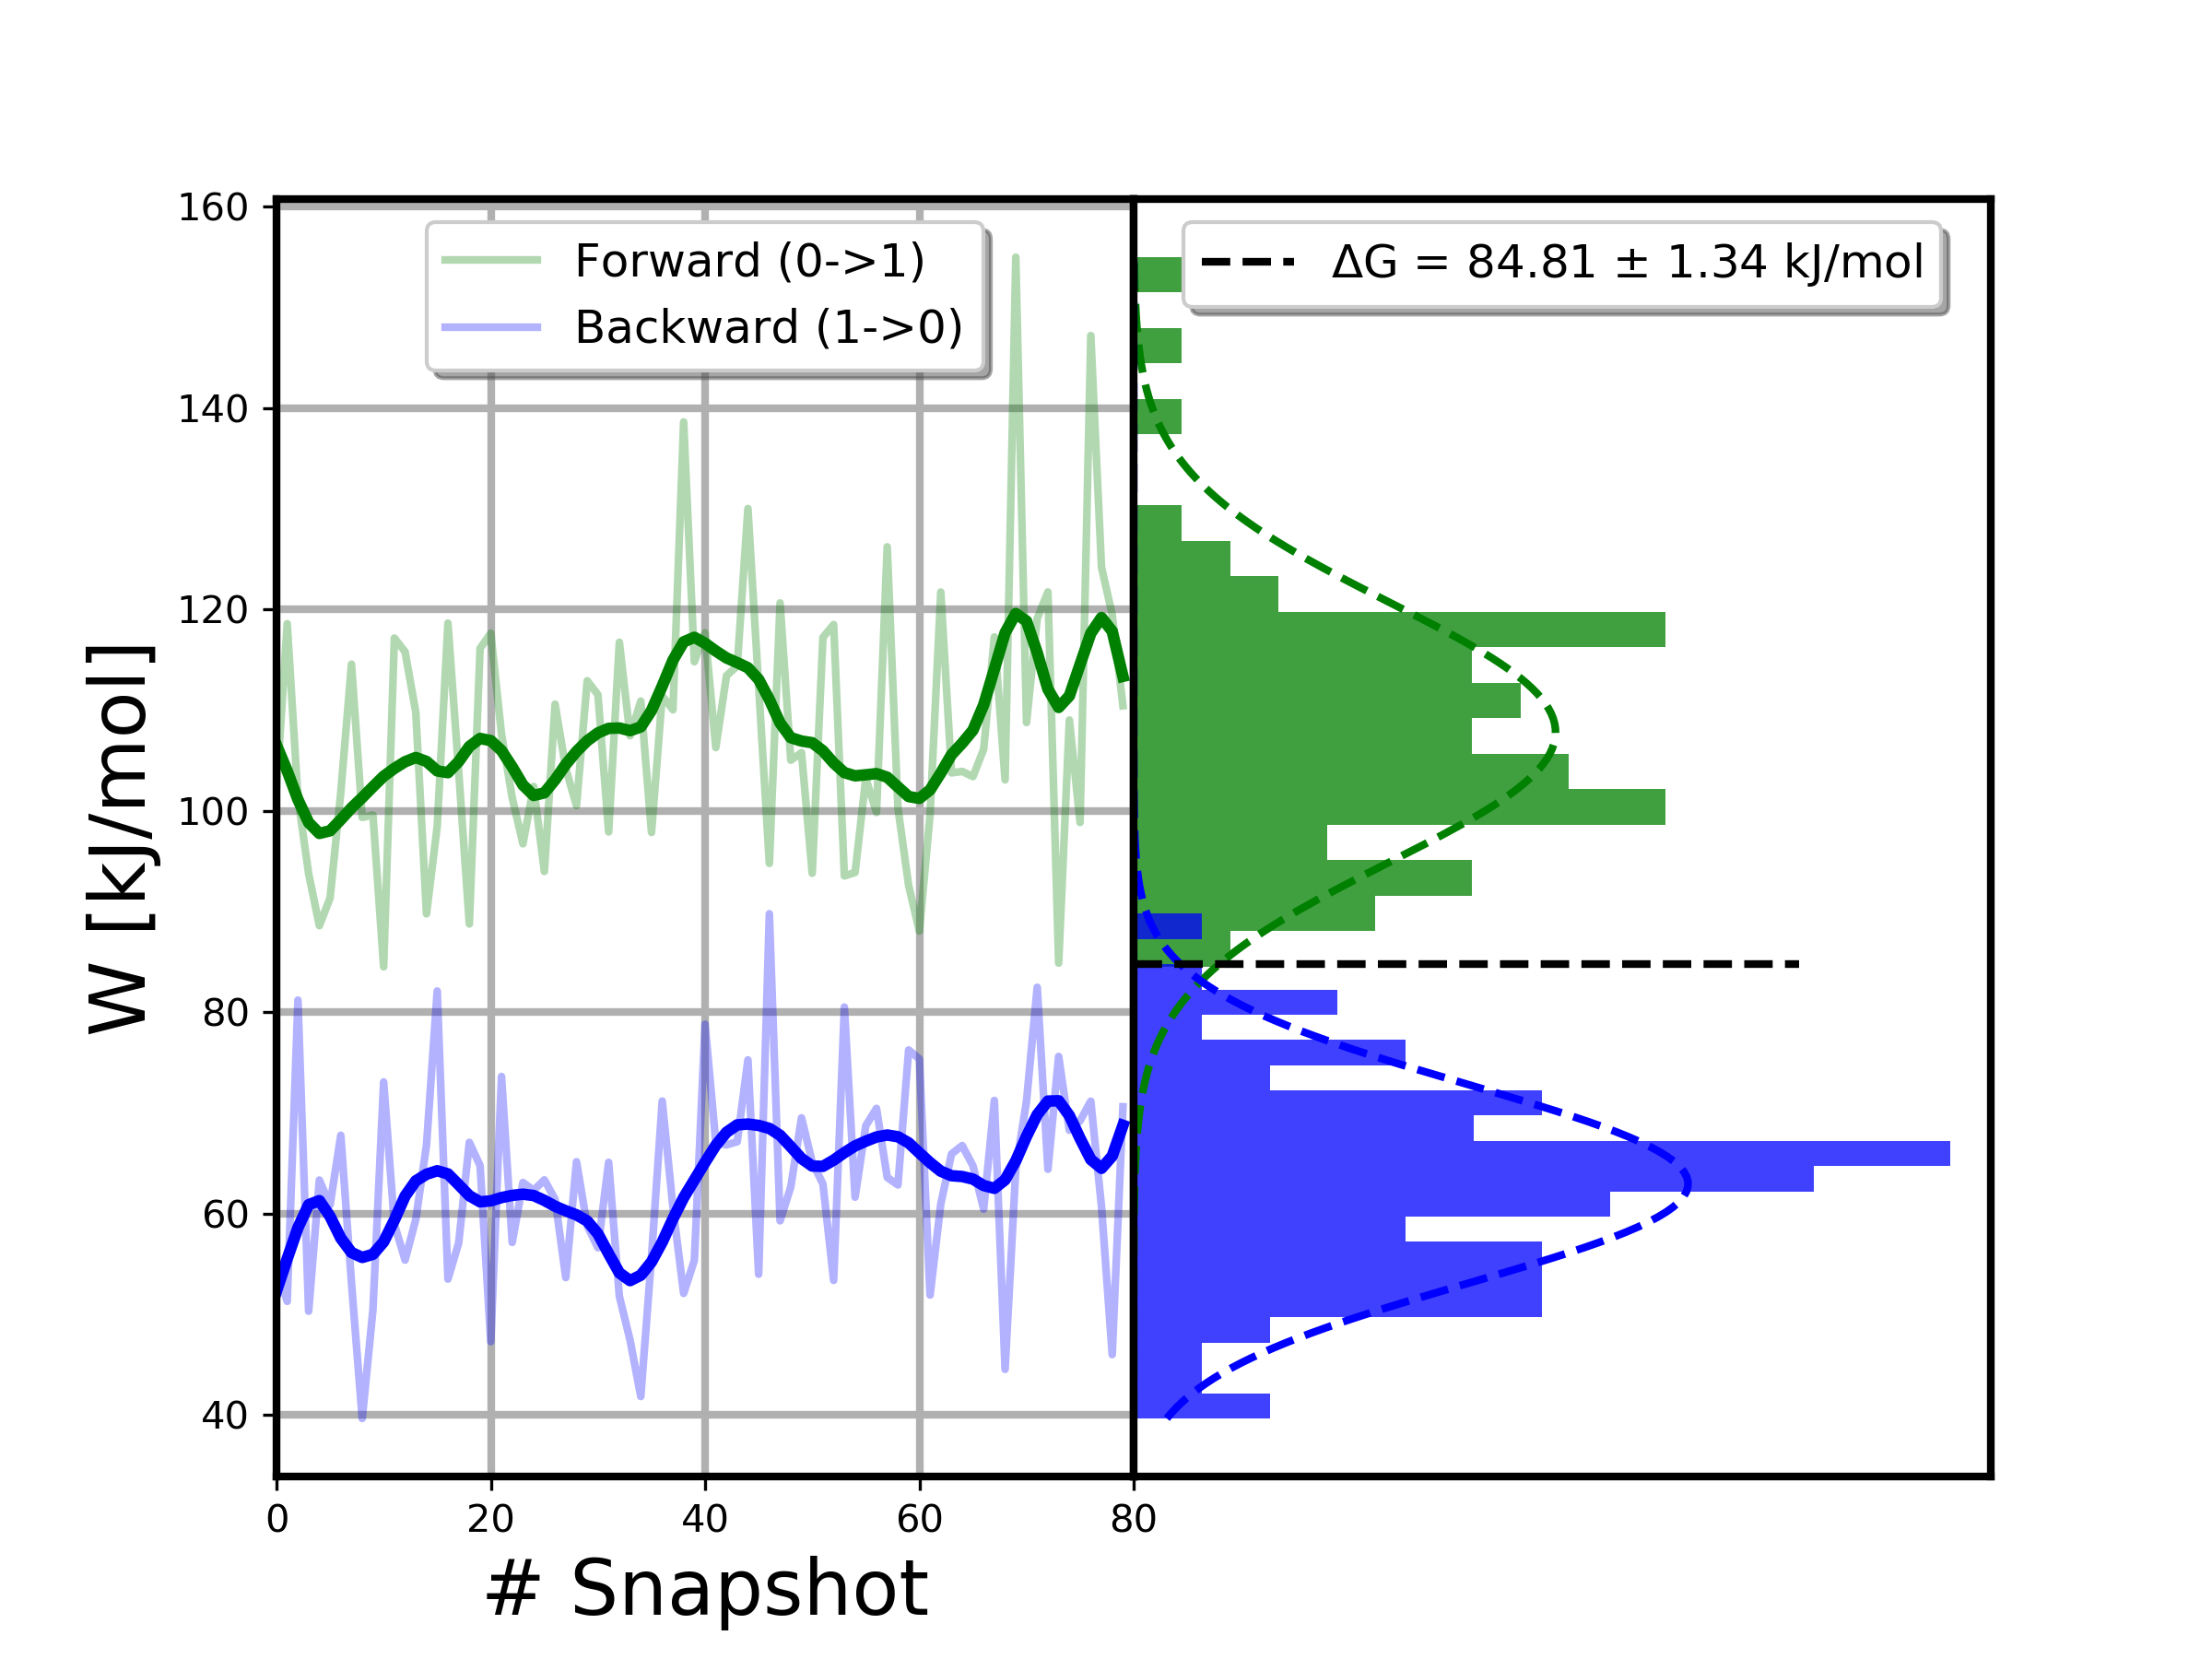 Forward (0->1)
Backward (1->0)
ΔG = 84.81 ± 1.34 kJ/mol
W [kJ/mol]
160
140
120
100
80
60
40
0 20 40 60 80
# Snapshot